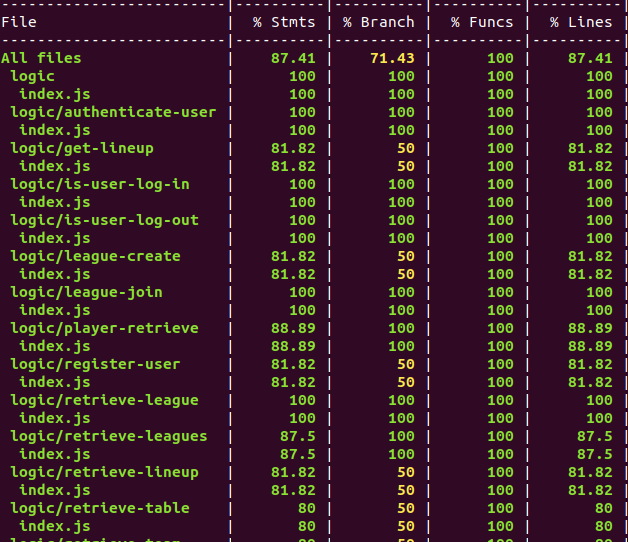 -------------------------|----------|----------|----------|----------|
File                     |  % Stmts | % Branch |  % Funcs |  % Lines |
-------------------------|----------|----------|----------|----------|
All files                |    87.41 |    71.43 |      100 |    87.41 |
 logic                   |      100 |      100 |      100 |      100 |
  index.js               |      100 |      100 |      100 |      100 |
 logic/authenticate-user |      100 |      100 |      100 |      100 |
  index.js               |      100 |      100 |      100 |      100 |
 logic/get-lineup        |    81.82 |       50 |      100 |    81.82 |
  index.js               |    81.82 |       50 |      100 |    81.82 |
 logic/is-user-log-in    |      100 |      100 |      100 |      100 |
  index.js               |      100 |      100 |      100 |      100 |
 logic/is-user-log-out   |      100 |      100 |      100 |      100 |
  index.js               |      100 |      100 |      100 |      100 |
 logic/league-create     |    81.82 |       50 |      100 |    81.82 |
  index.js               |    81.82 |       50 |      100 |    81.82 |
 logic/league-join       |      100 |      100 |      100 |      100 |
  index.js               |      100 |      100 |      100 |      100 |
 logic/player-retrieve   |    88.89 |      100 |      100 |    88.89 |
  index.js               |    88.89 |      100 |      100 |    88.89 |
 logic/register-user     |    81.82 |       50 |      100 |    81.82 |
  index.js               |    81.82 |       50 |      100 |    81.82 |
 logic/retrieve-league   |      100 |      100 |      100 |      100 |
  index.js               |      100 |      100 |      100 |      100 |
 logic/retrieve-leagues  |     87.5 |      100 |      100 |     87.5 |
  index.js               |     87.5 |      100 |      100 |     87.5 |
 logic/retrieve-lineup   |    81.82 |       50 |      100 |    81.82 |
  index.js               |    81.82 |       50 |      100 |    81.82 |
 logic/retrieve-table    |       80 |       50 |      100 |       80 |
  index.js               |       80 |       50 |      100 |       80 |